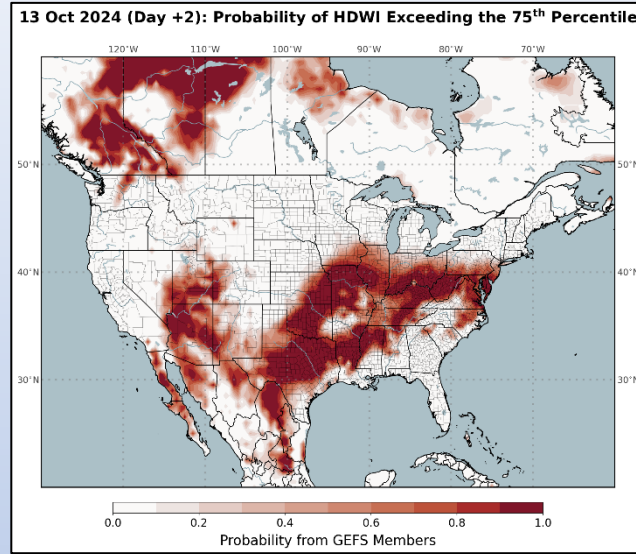 13 Oct 2024 (Day +2): Probability of HDWI Exceeding the 75th Percentile
120°W 110°W 100°W 90°W 80°W 70°W
50°N 50°N
40°N 40°N
30°N 30°N
0.0 0.2 0.4 0.6 0.8 1.0
Probability from GEFS Members